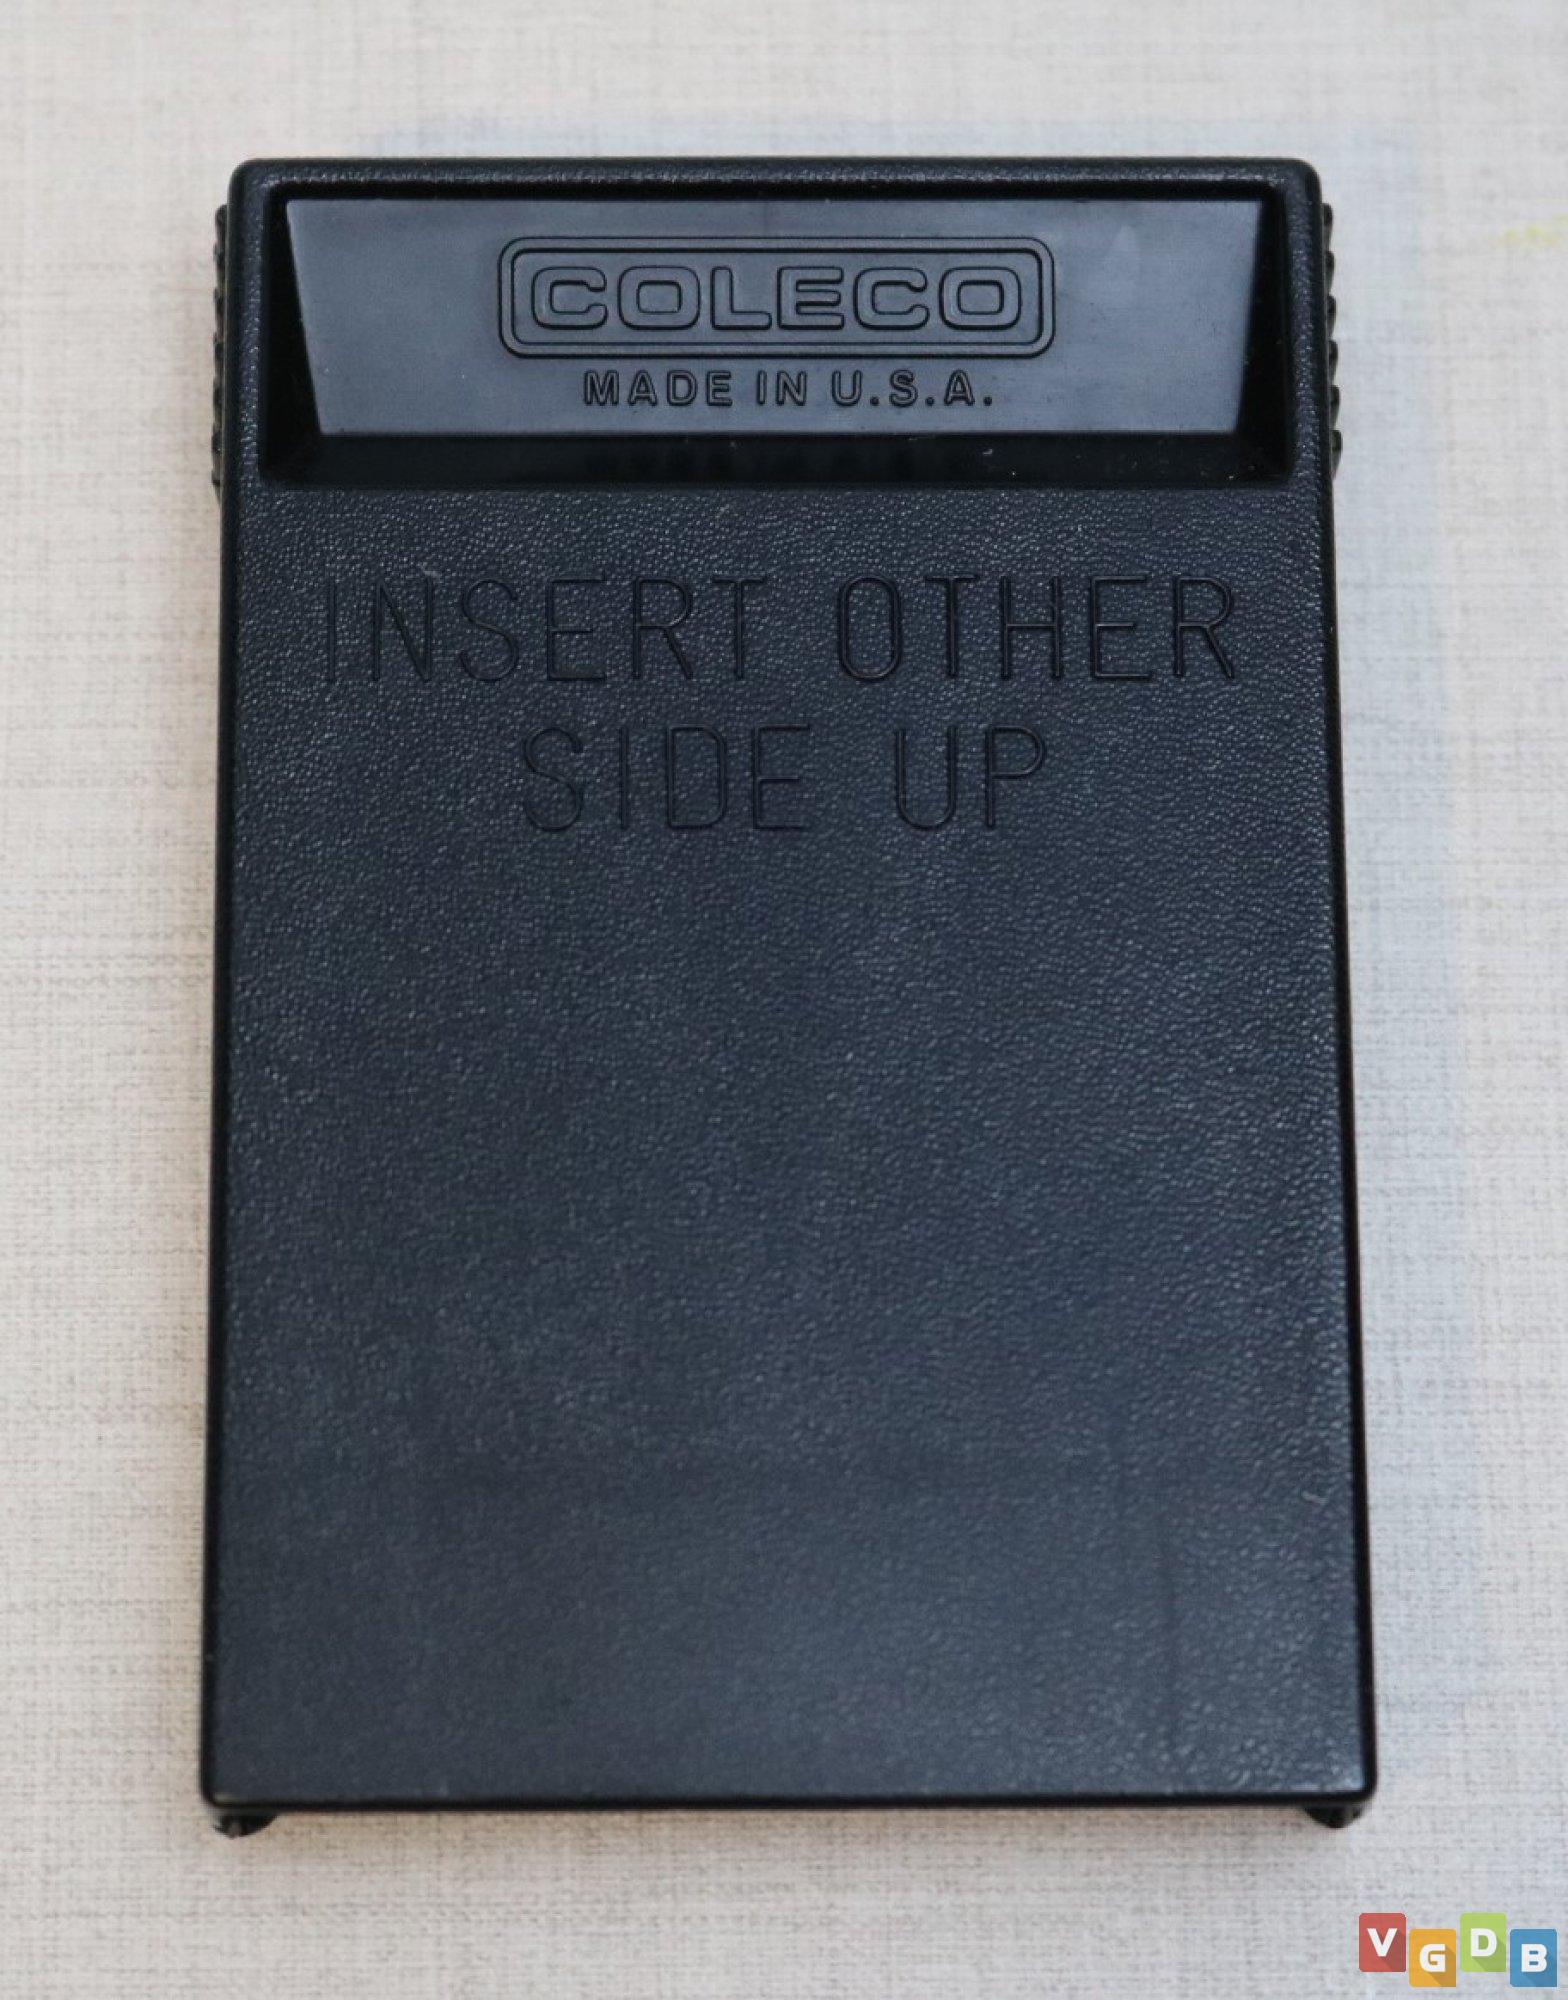 COLECO
MADE IN U.S.A.
INSERT OTHER
SIDE UP
VGDB